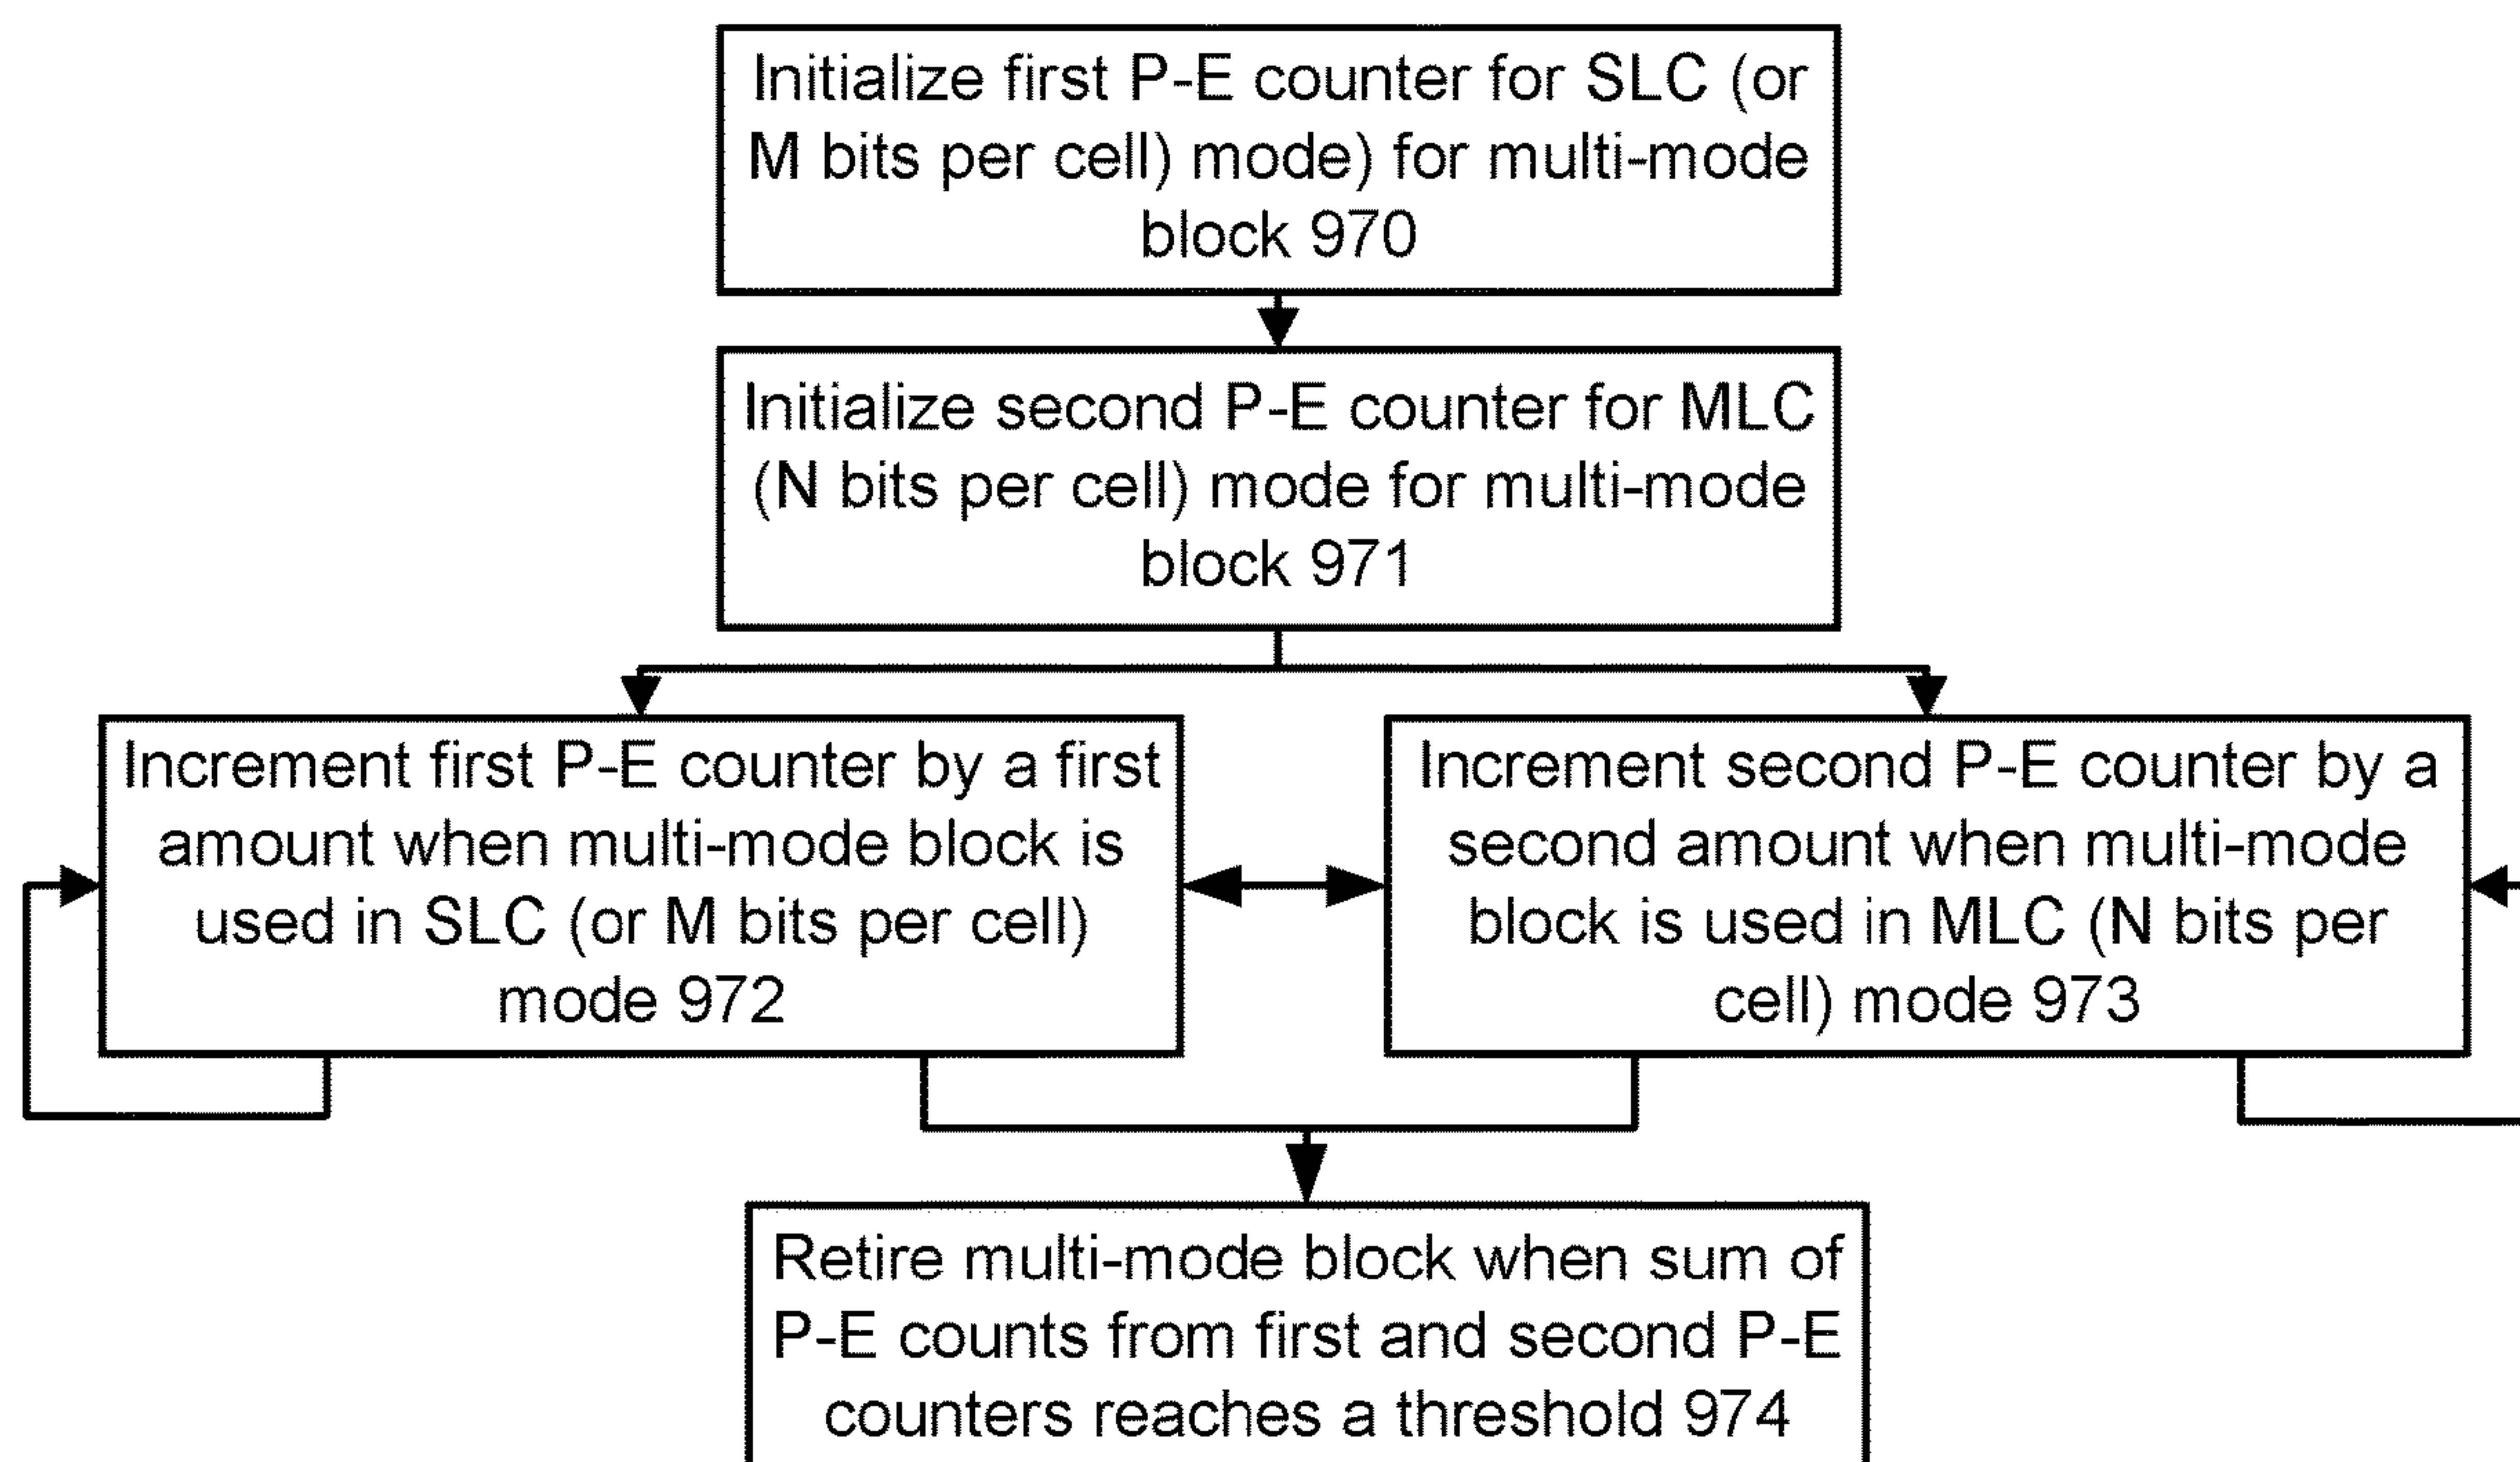 Initialize first P-E counter for SLC (or
M bits per cell) mode) for multi-mode
block 970
Initialize second P-E counter for MLC
(N bits per cell) mode for multi-mode
block 971
Increment first P-E counter by a first
amount when multi-mode block is
used in SLC (or M bits per cell)
mode 972
Increment second P-E counter by a
second amount when multi-mode
block is used in MLC (N bits per
cell) mode 973
Retire multi-mode block when sum of
P-E counts from first and second P-E
counters reaches a threshold 974